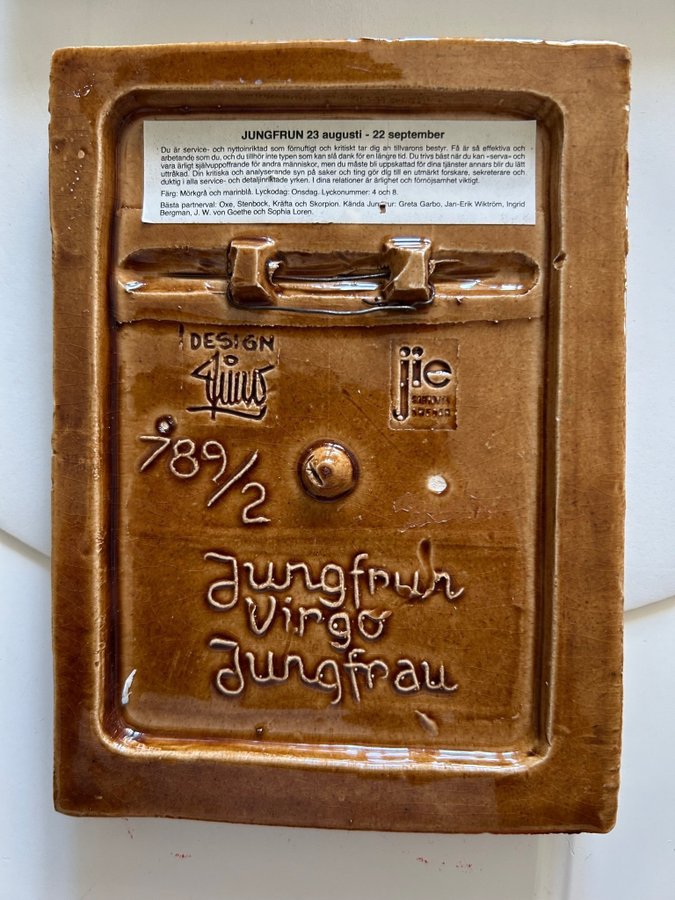 JUNGFRUN 23 augusti - 22 september
Du är service- och nyttoinriktad som förnuftigt och kritiskt tar dig an tillvarons bestyr. Få är så effektiva och
arbetande som du, och du tillhör inte typen som kan slå dank för en längre tid. Du trivs bäst när du kan «serva» och
vara ärligt självuppoffrande för andra människor, men du måste bli uppskattad för dina tjänster annars blir du lätt
uttråkad. Din kritiska och analyserande syn på saker och ting gör dig till en utmärkt forskare, sekreterare och
duktig i alla service- och detaljinriktade yrken. I dina relationer är ärlighet och förnöjsamhet viktigt.
Färg: Mörkgrå och marinblå. Lyckodag: Onsdag. Lyckonummer: 4 och 8.
Bästa partnerval: Oxe, Stenbock, Kräfta och Skorpion. Kända Jungfrur: Greta Garbo, Jan-Erik Wikström, Ingrid
Bergman, J. W. von Goethe och Sophia Loren.
DESIGN
jie
789/2
Jungfrun
Virgo
Jungfrau